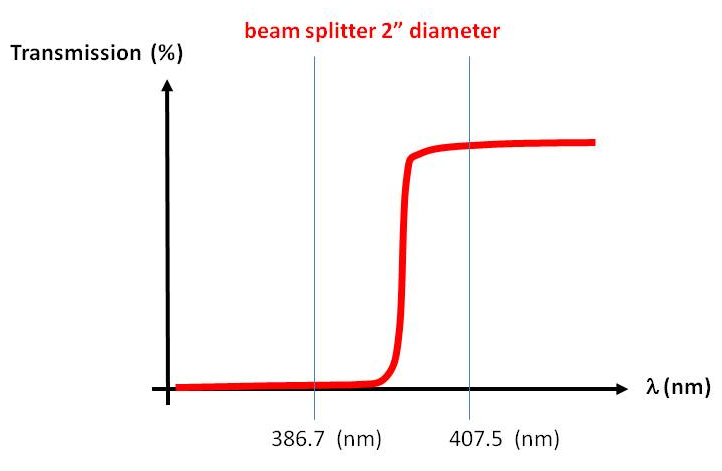 beam splitter 2” diameter
Transmission (%)
λ (nm)
386.7 (nm)
407.5 (nm)